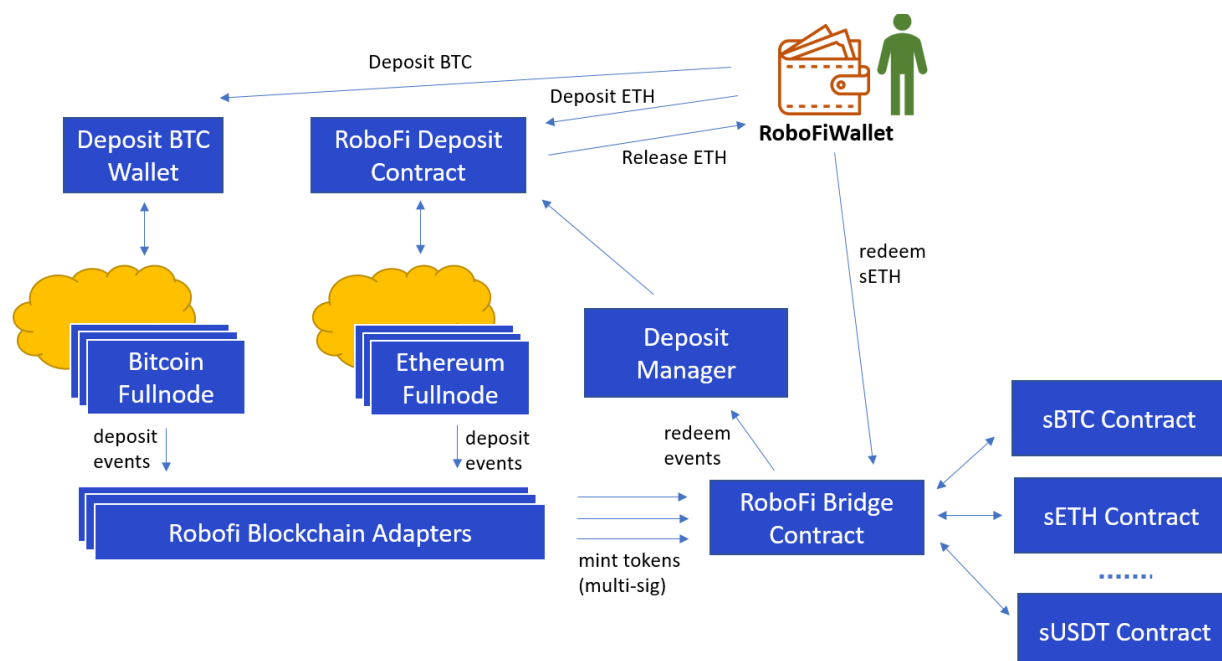 Deposit BTC
Deposit ETH
RoboFiWallet
Deposit BTC
Wallet
RoboFi Deposit
Contract
Release ETH
redeem
sETH
Bitcoin
Fullnode
Ethereum
Fullnode
Deposit
Manager
deposit
events
deposit
events
redeem
events
sBTC Contract
Robofi Blockchain Adapters
RoboFi Bridge
Contract
sETH Contract
mint tokens
(multi-sig)
sUSDT Contract